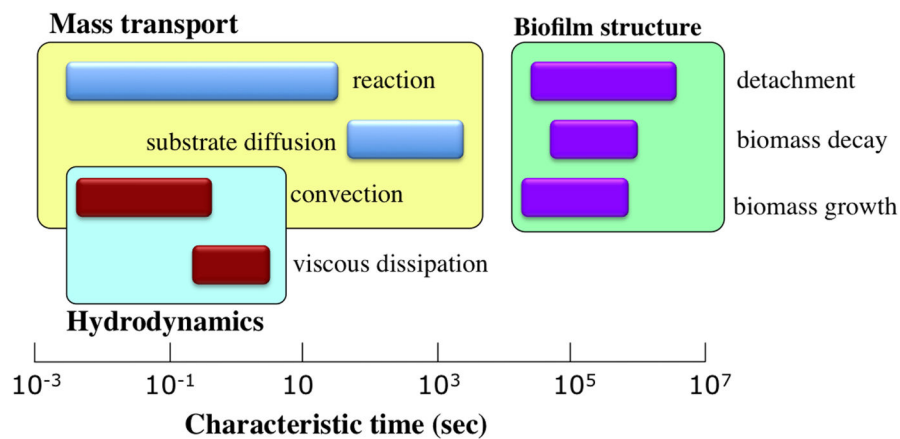 Mass transport
Biofilm structure
reaction
detachment
substrate diffusion
biomass decay
convection
biomass growth
viscous dissipation
Hydrodynamics
10⁻³ 10⁻¹ 10 10³ 10⁵ 10⁷
Characteristic time (sec)